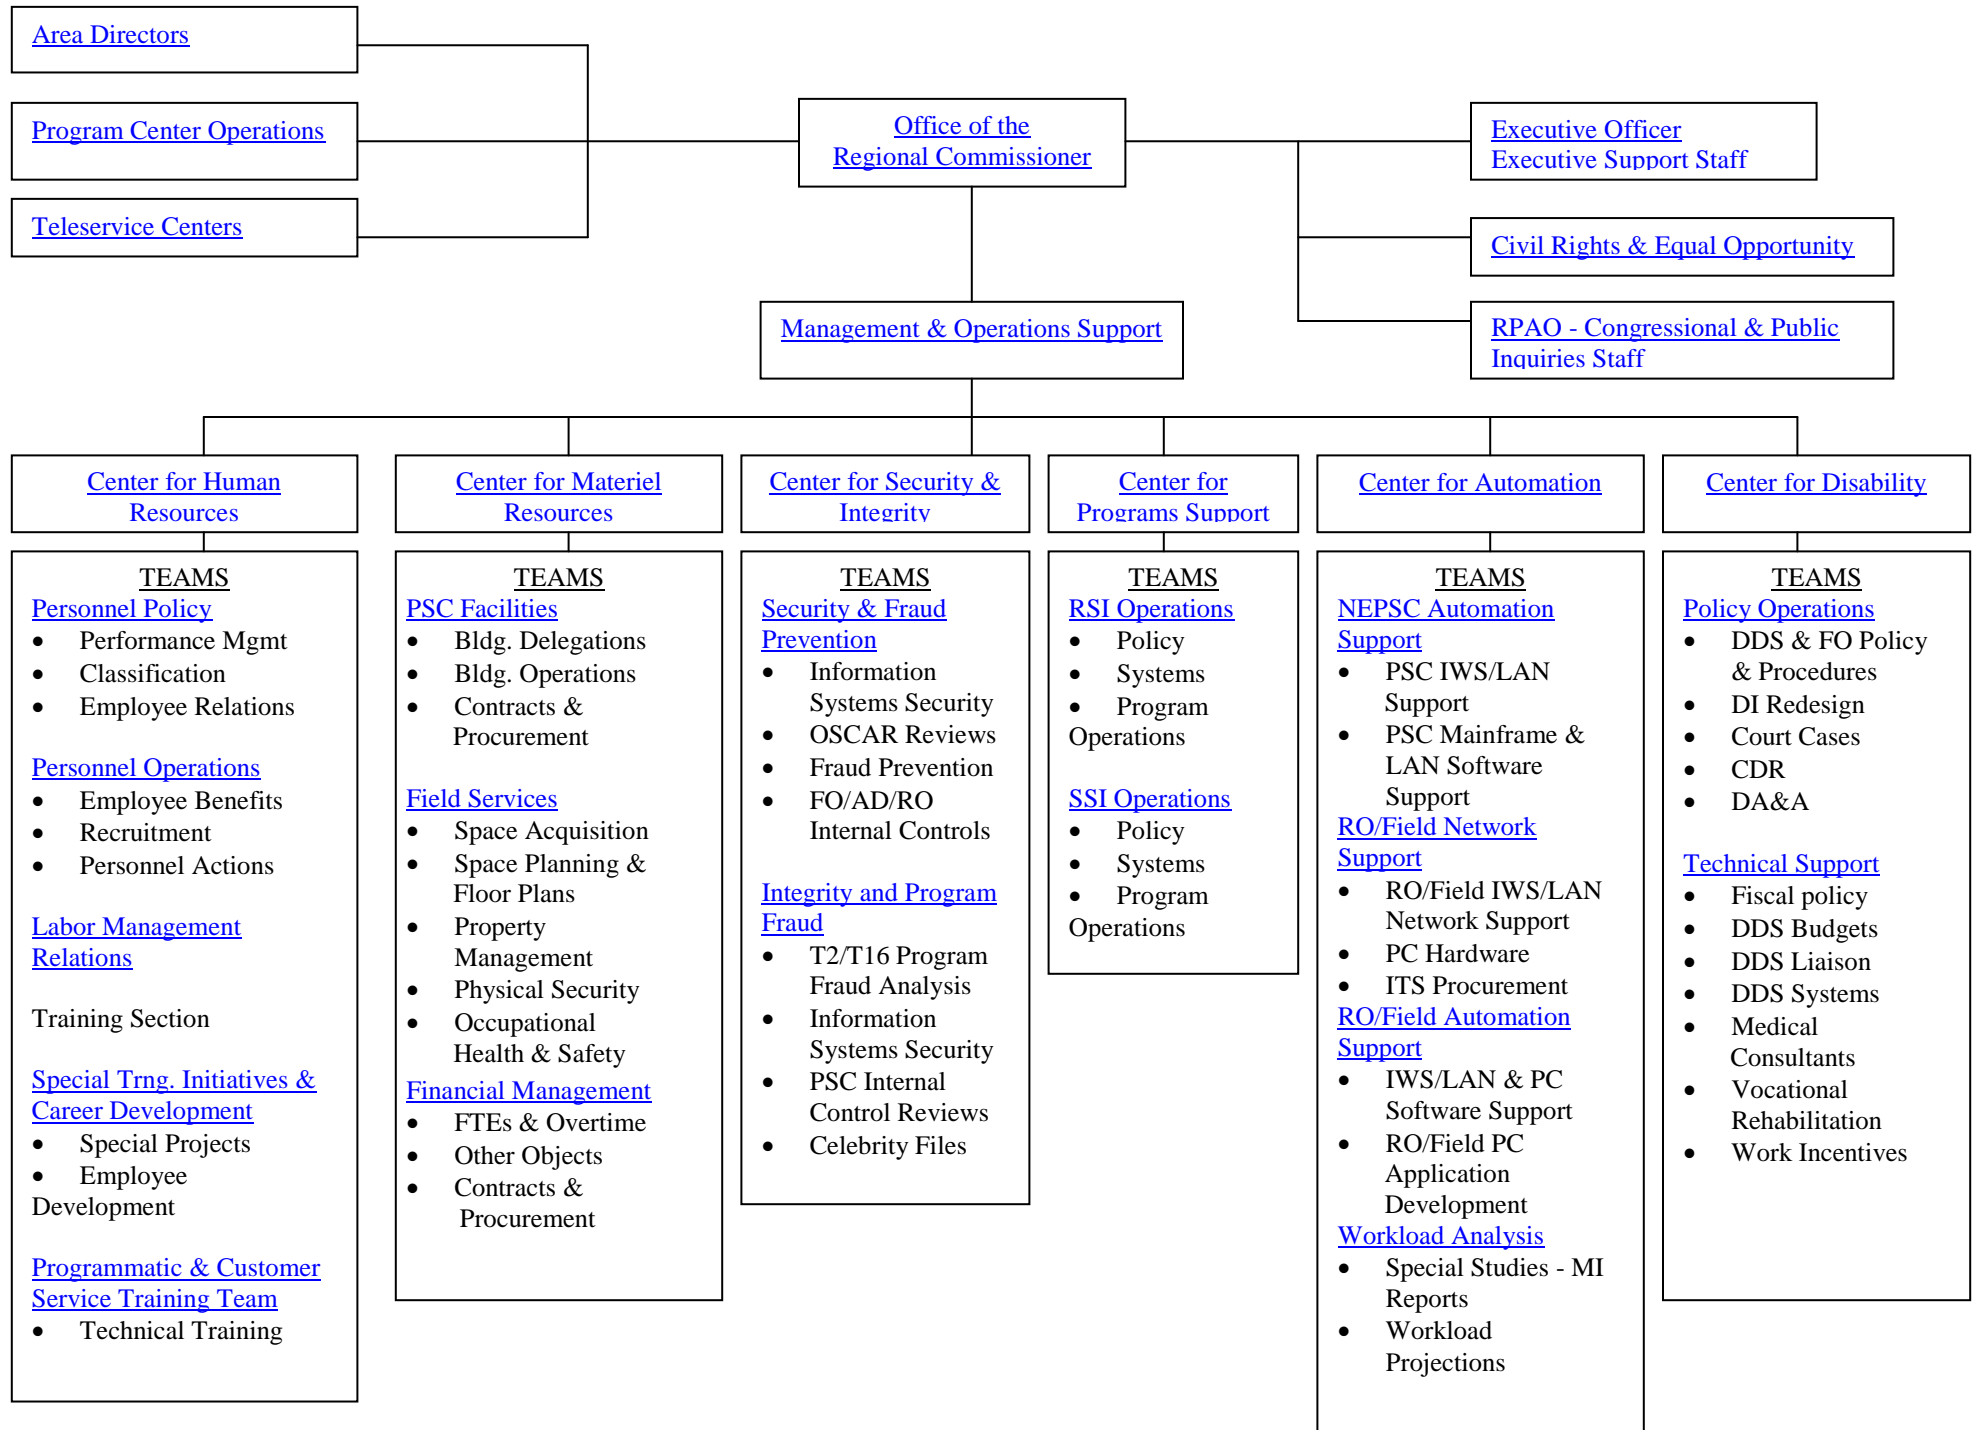 Area Directors
Program Center Operations
Teleservice Centers
Office of the
Regional Commissioner
Executive Officer
Executive Support Staff
Civil Rights & Equal Opportunity
RPAO - Congressional & Public
Inquiries Staff
Management & Operations Support
Center for Human
Resources
TEAMS
Personnel Policy
• Performance Mgmt
• Classification
• Employee Relations
Personnel Operations
• Employee Benefits
• Recruitment
• Personnel Actions
Labor Management
Relations
Training Section
Special Trng. Initiatives &
Career Development
• Special Projects
• Employee
Development
Programmatic & Customer
Service Training Team
• Technical Training
Center for Materiel
Resources
TEAMS
PSC Facilities
• Bldg. Delegations
• Bldg. Operations
• Contracts &
Procurement
Field Services
• Space Acquisition
• Space Planning &
Floor Plans
• Property
Management
• Physical Security
• Occupational
Health & Safety
Financial Management
• FTEs & Overtime
• Other Objects
• Contracts &
Procurement
Center for Security &
Integrity
TEAMS
Security & Fraud
Prevention
• Information
Systems Security
• OSCAR Reviews
• Fraud Prevention
• FO/AD/RO
Internal Controls
Integrity and Program
Fraud
• T2/T16 Program
Fraud Analysis
• Information
Systems Security
• PSC Internal
Control Reviews
• Celebrity Files
Center for
Programs Support
TEAMS
RSI Operations
• Policy
• Systems
• Program
Operations
SSI Operations
• Policy
• Systems
• Program
Operations
Center for Automation
TEAMS
NEPSC Automation
Support
• PSC IWS/LAN
Support
• PSC Mainframe &
LAN Software
Support
RO/Field Network
Support
• RO/Field IWS/LAN
Network Support
• PC Hardware
• ITS Procurement
RO/Field Automation
Support
• IWS/LAN & PC
Software Support
• RO/Field PC
Application
Development
Workload Analysis
• Special Studies - MI
Reports
• Workload
Projections
Center for Disability
TEAMS
Policy Operations
• DDS & FO Policy
& Procedures
• DI Redesign
• Court Cases
• CDR
• DA&A
Technical Support
• Fiscal policy
• DDS Budgets
• DDS Liaison
• DDS Systems
• Medical
Consultants
• Vocational
Rehabilitation
• Work Incentives